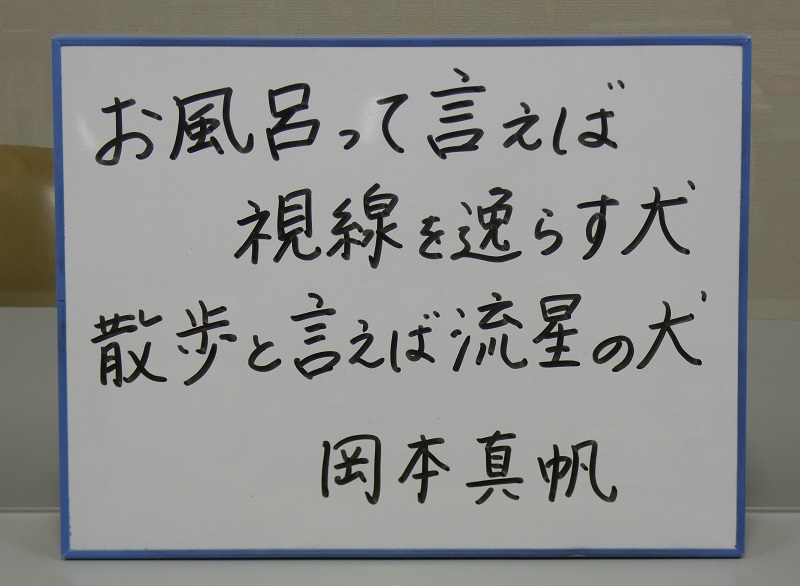 お風呂って言えば
視線を逸らす犬
散歩と言えば流星の犬
岡本真帆